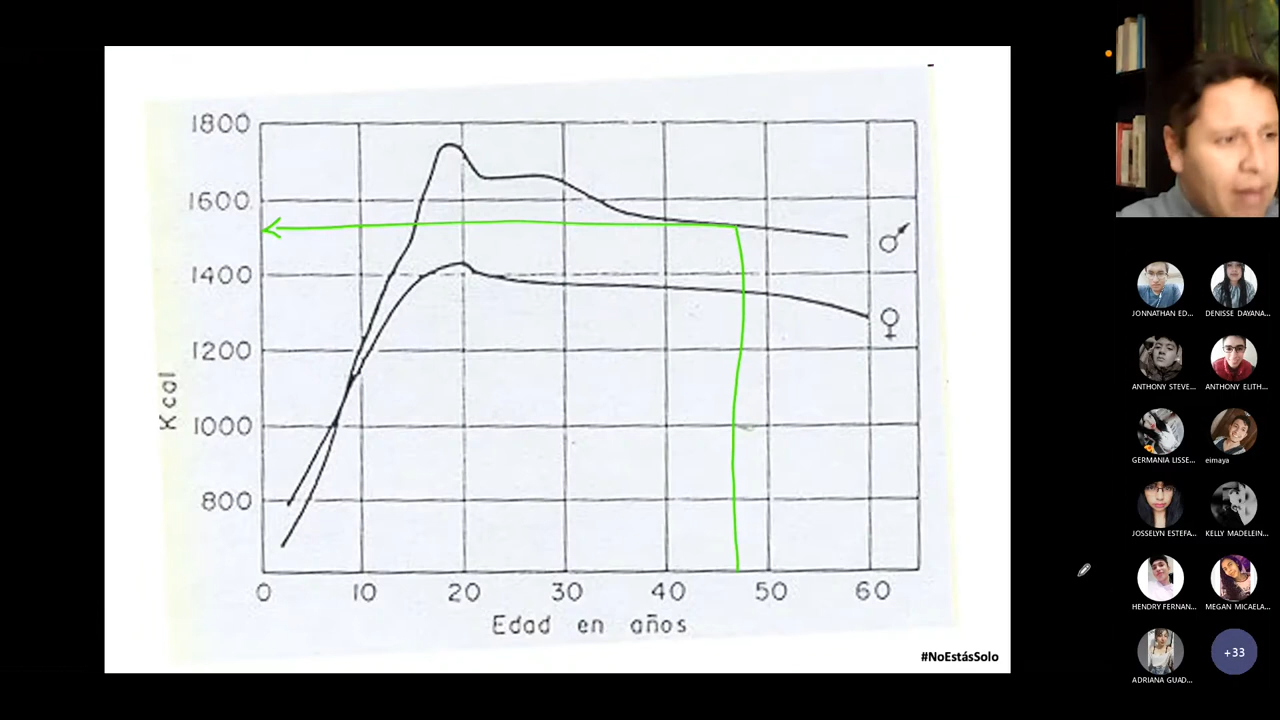 1800
1600
1400
1200
1000
800
Kcal
0 10 20 30 40 50 60
Edad en años
#NoEstásSolo
JONNATHAN ED...
DENISSE DAYANA...
ANTHONY STEVE...
ANTHONY ELITH...
GERMANIA LISSE...
eimaya
JOSSELYN ESTEFA...
KELLY MADELEIN...
HENDRY FERNAN...
MEGAN MICAELA...
ADRIANA GUAD...
+33